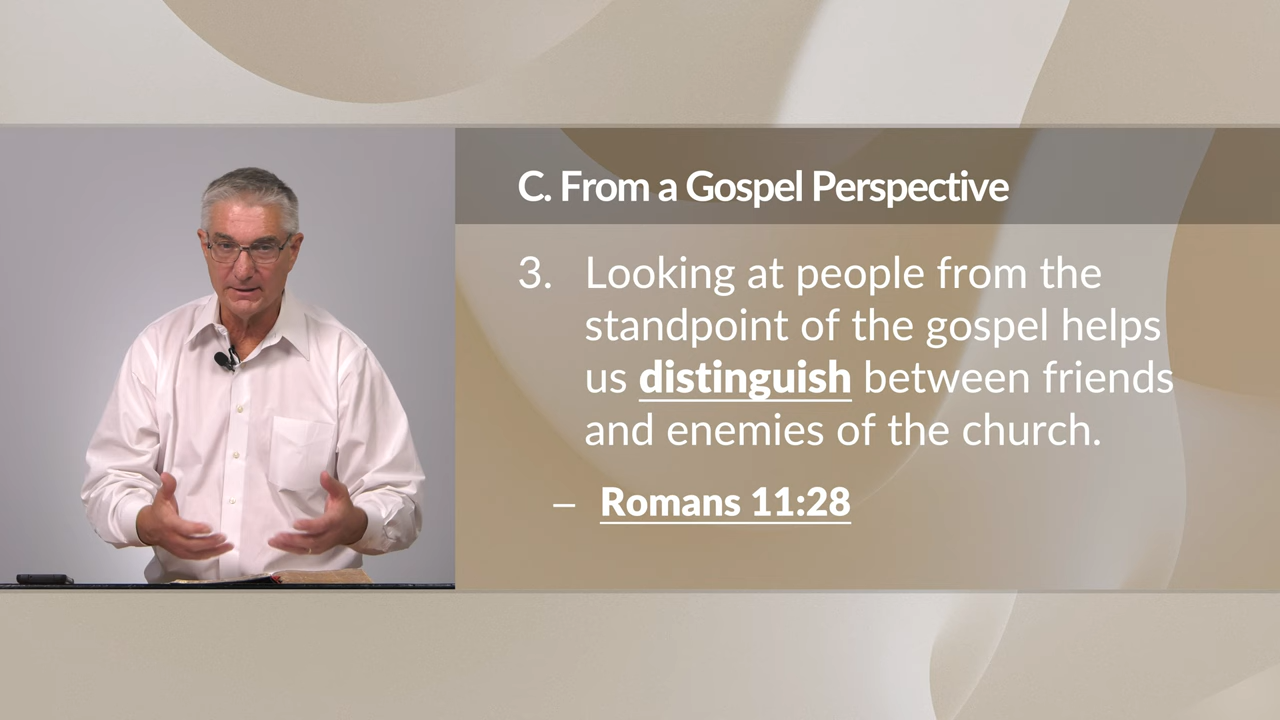 C. From a Gospel Perspective
3. Looking at people from the
standpoint of the gospel helps
us distinguish between friends
and enemies of the church.
– Romans 11:28